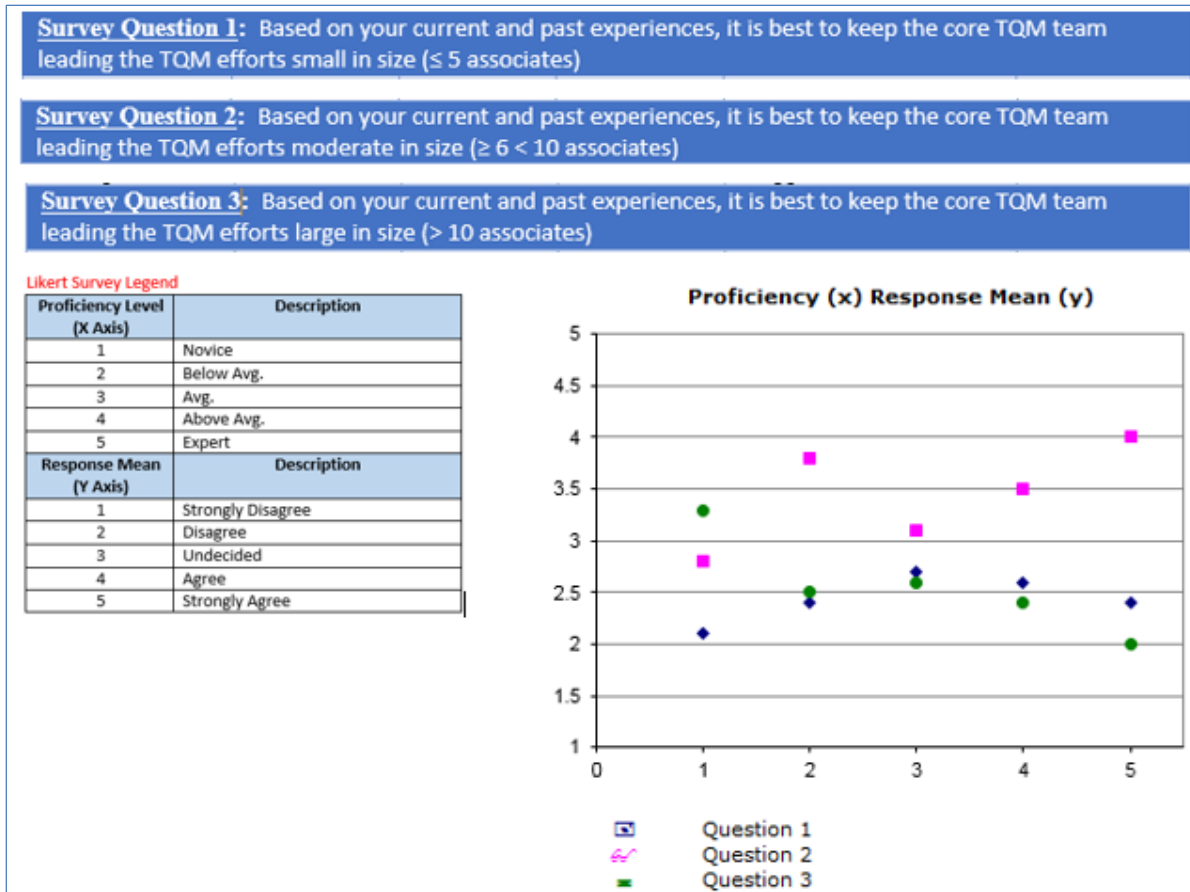 Survey Question 1: Based on your current and past experiences, it is best to keep the core TQM team
leading the TQM efforts small in size (≤ 5 associates)
Survey Question 2: Based on your current and past experiences, it is best to keep the core TQM team
leading the TQM efforts moderate in size (≥ 6 < 10 associates)
Survey Question 3: Based on your current and past experiences, it is best to keep the core TQM team
leading the TQM efforts large in size (> 10 associates)
Likert Survey Legend
Proficiency Level (X Axis) Description
1 Novice
2 Below Avg.
3 Avg.
4 Above Avg.
5 Expert
Response Mean (Y Axis) Description
1 Strongly Disagree
2 Disagree
3 Undecided
4 Agree
5 Strongly Agree
Proficiency (x) Response Mean (y)
5
4.5
4
3.5
3
2.5
2
1.5
1
0 1 2 3 4 5
Question 1
Question 2
Question 3